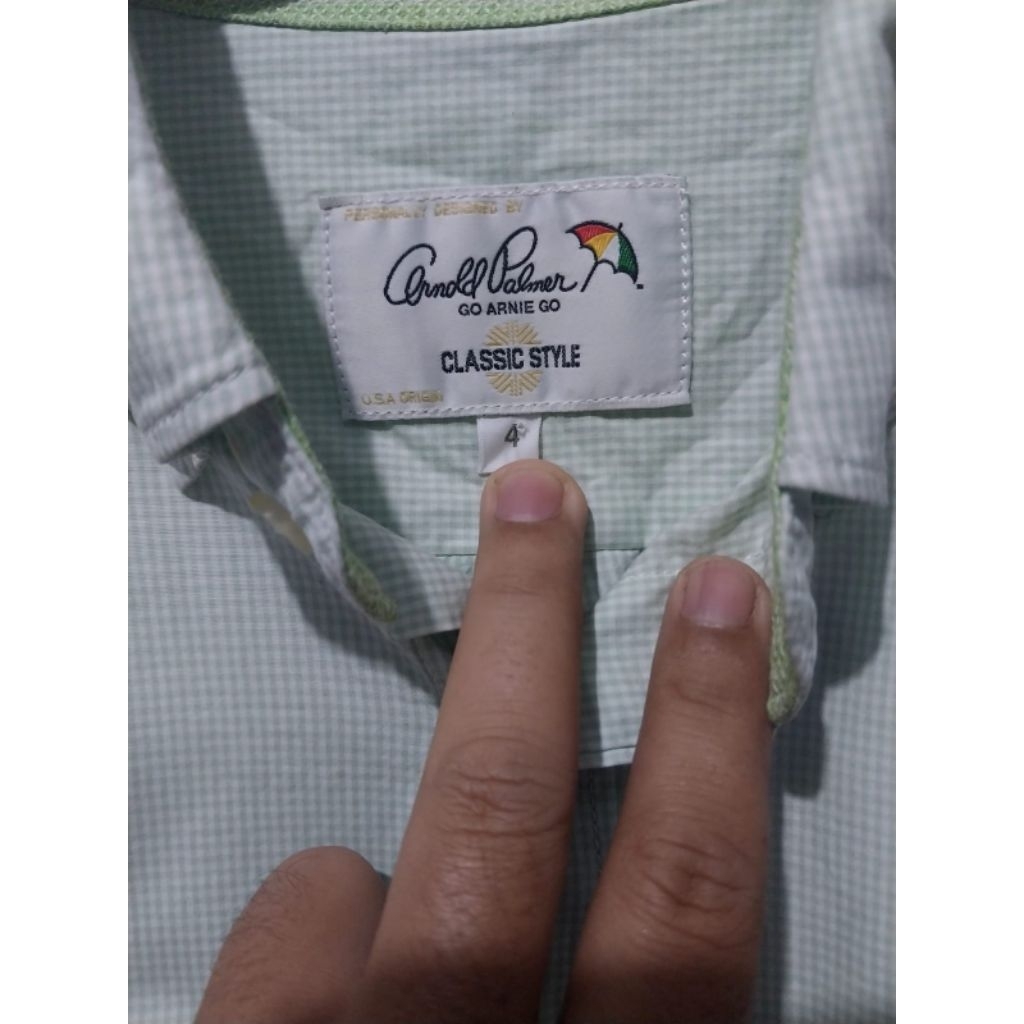 PERSONALLY DESIGNED BY
Arnold Palmer
GO ARNIE GO
CLASSIC STYLE
U.S.A ORIGIN
4